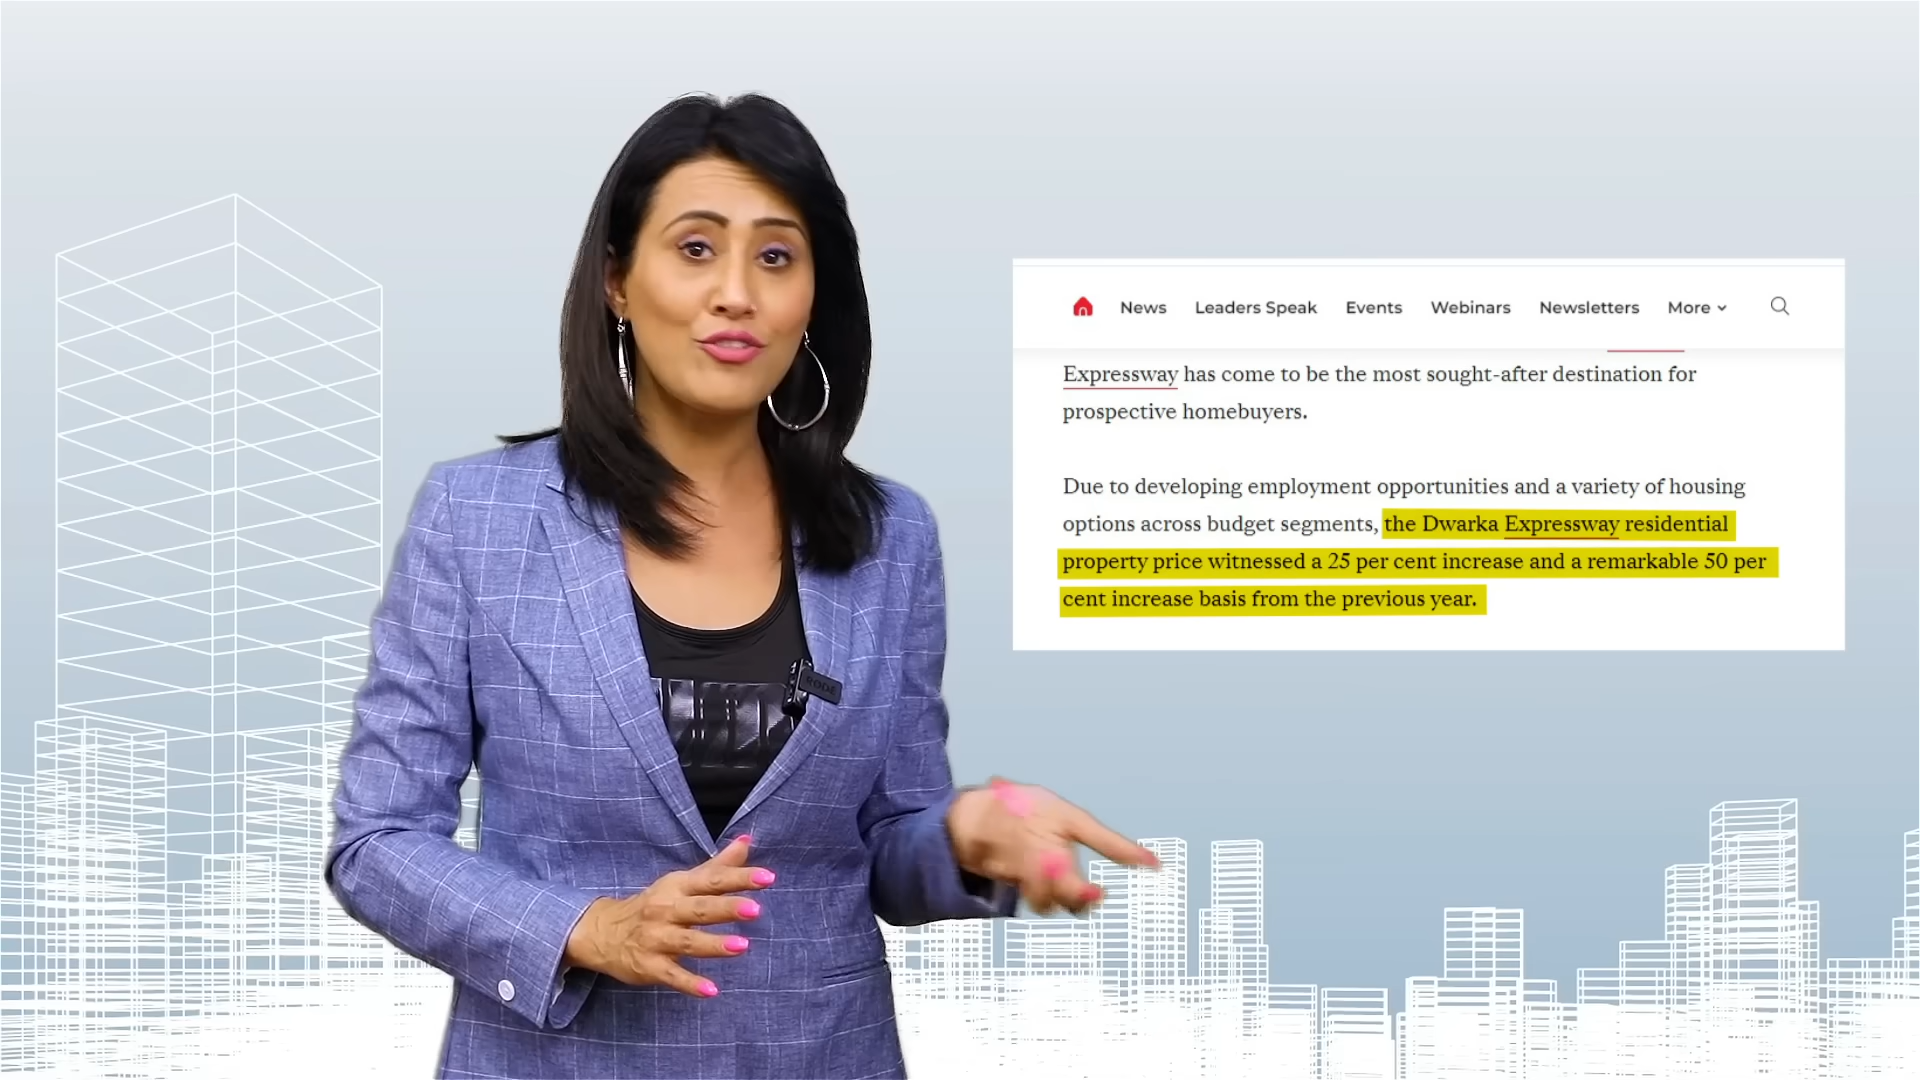 News Leaders Speak Events Webinars Newsletters More
Expressway has come to be the most sought-after destination for
prospective homebuyers.
Due to developing employment opportunities and a variety of housing
options across budget segments, the Dwarka Expressway residential
property price witnessed a 25 per cent increase and a remarkable 50 per
cent increase basis from the previous year.
RODE